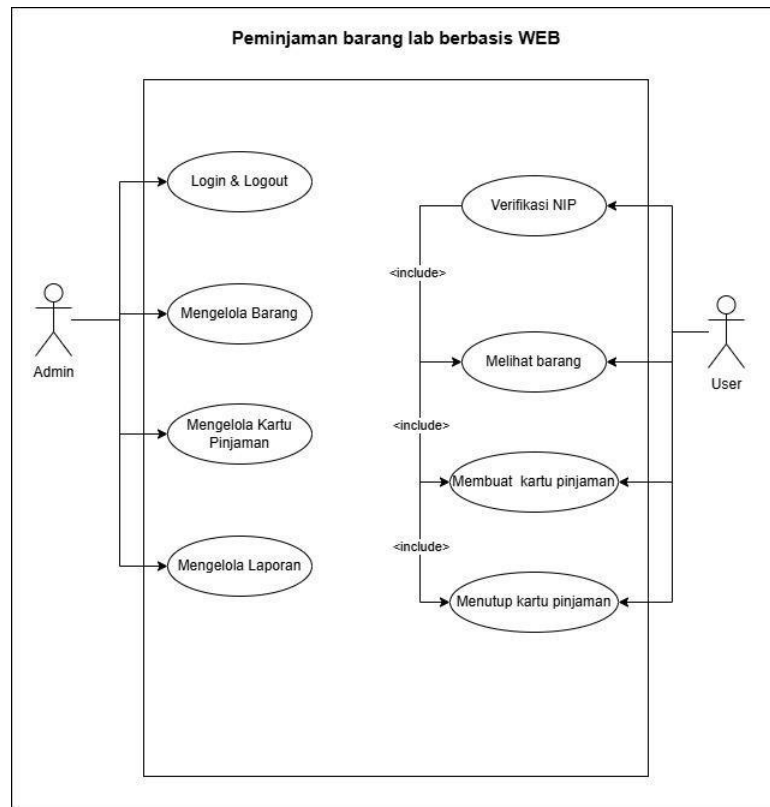 Peminjaman barang lab berbasis WEB
Login & Logout
Verifikasi NIP
<include>
Mengelola Barang
Admin
Melihat barang
User
<include>
Mengelola Kartu
Pinjaman
Membuat kartu pinjaman
<include>
Mengelola Laporan
Menutup kartu pinjaman